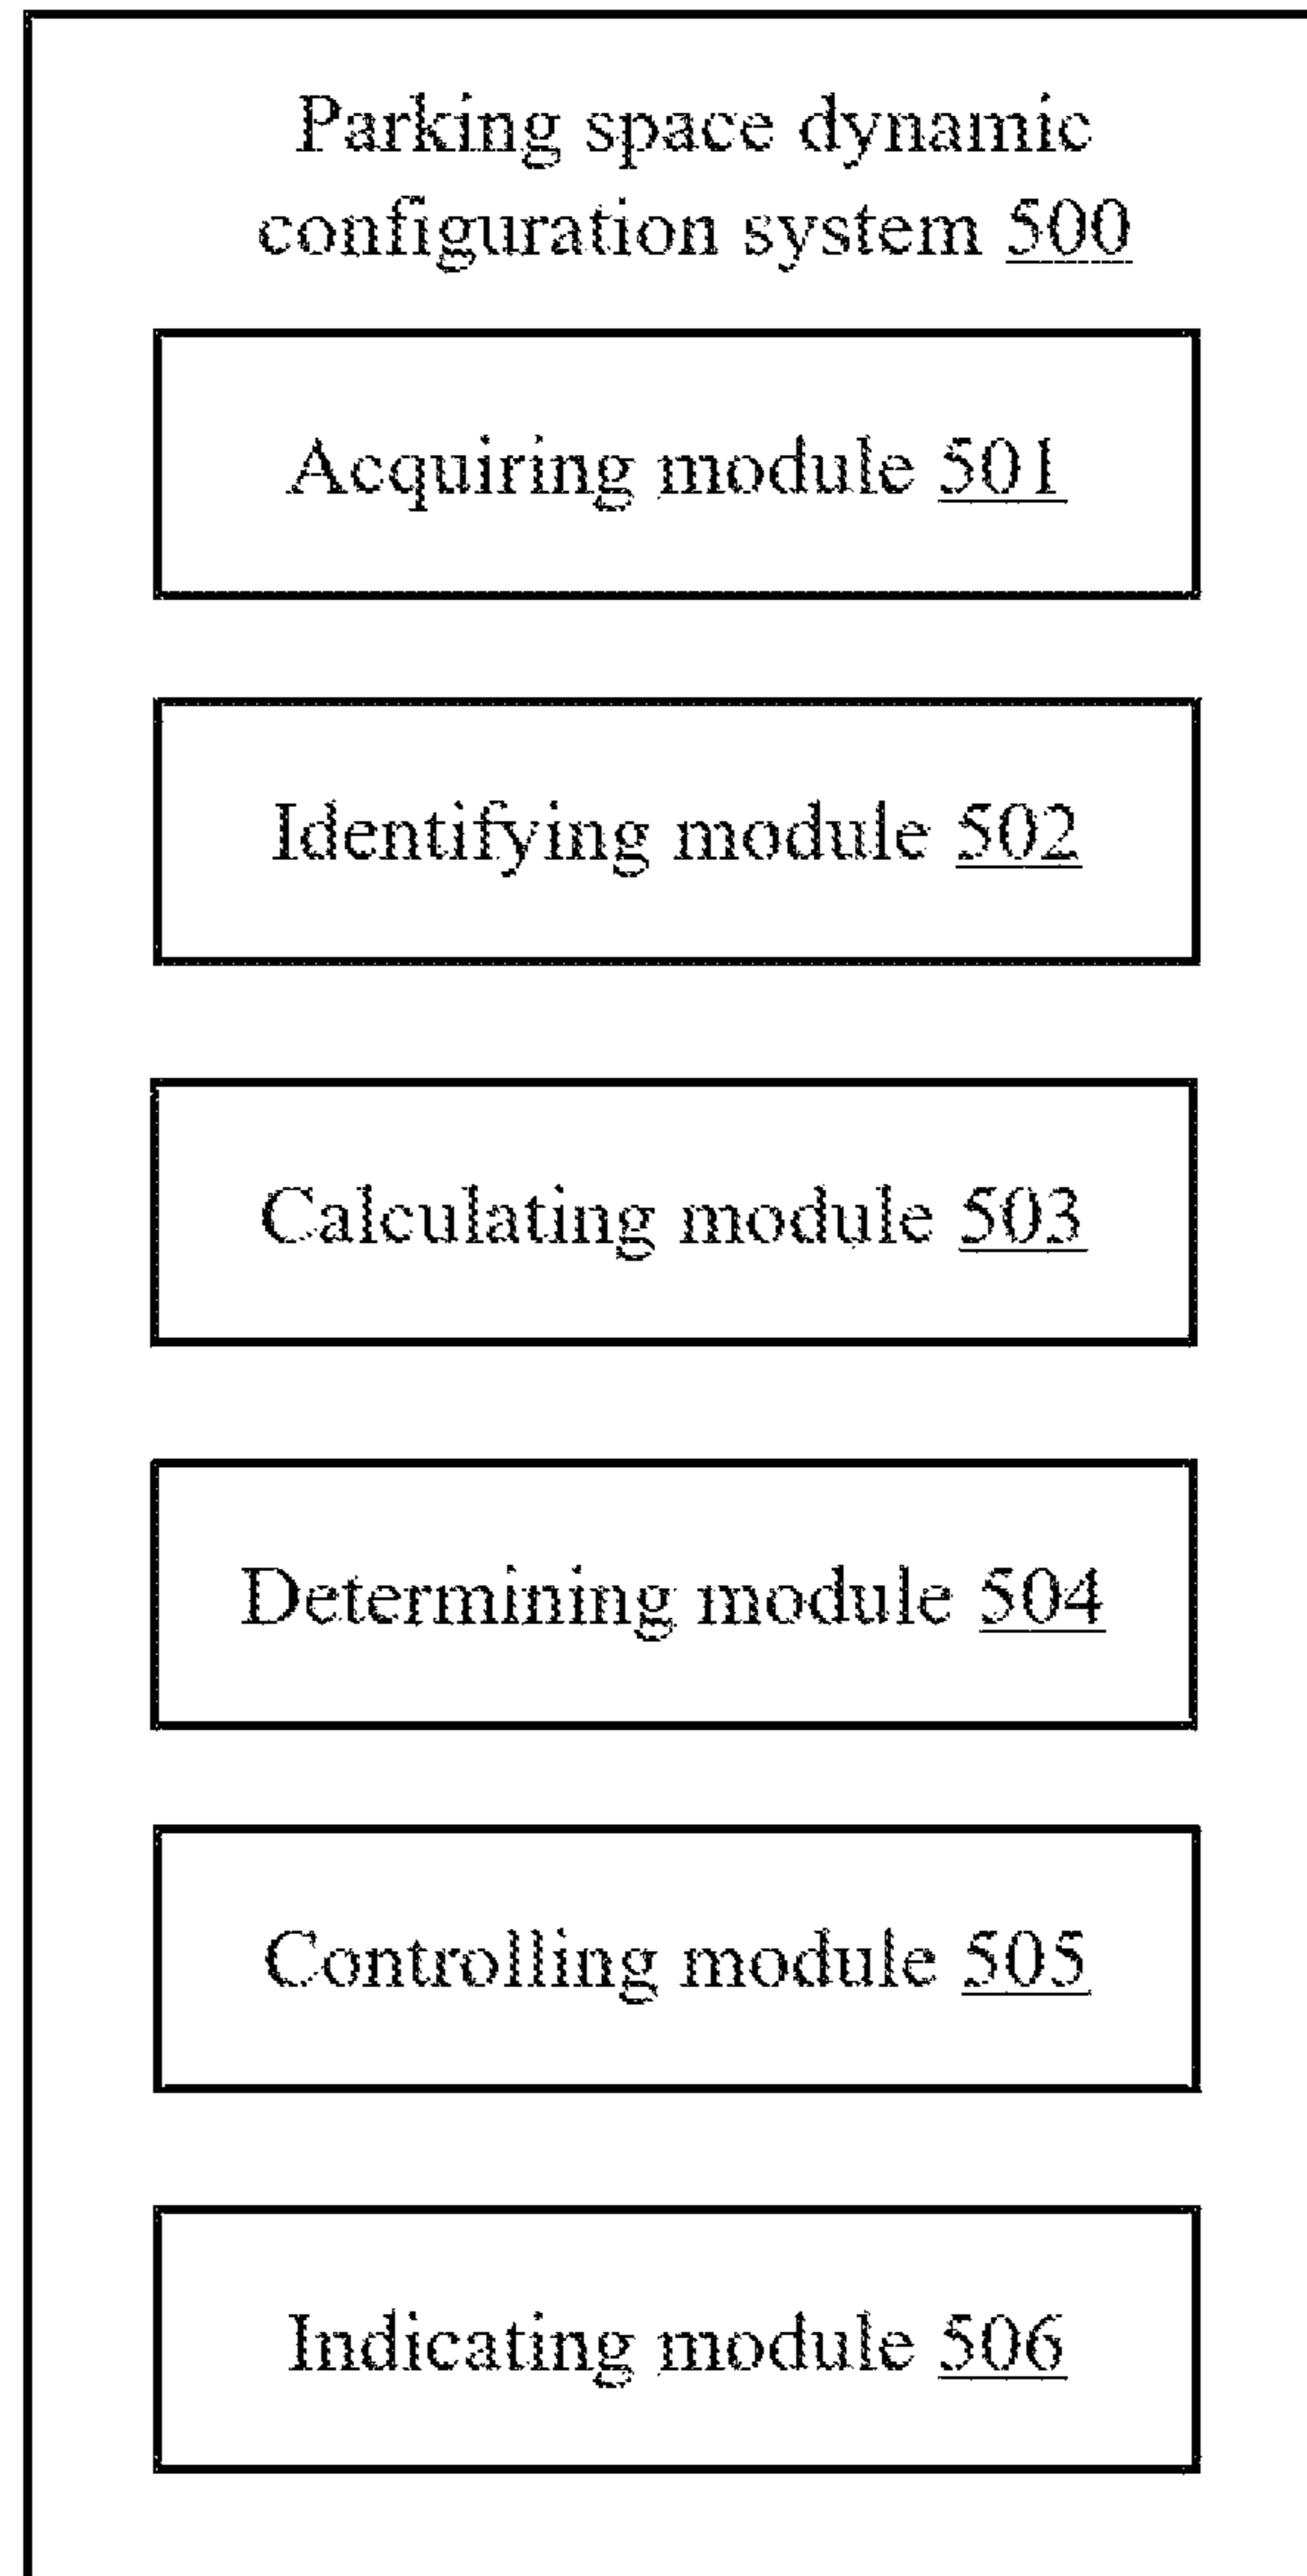 Parking space dynamic
configuration system 500
Acquiring module 501
Identifying module 502
Calculating module 503
Determining module 504
Controlling module 505
Indicating module 506